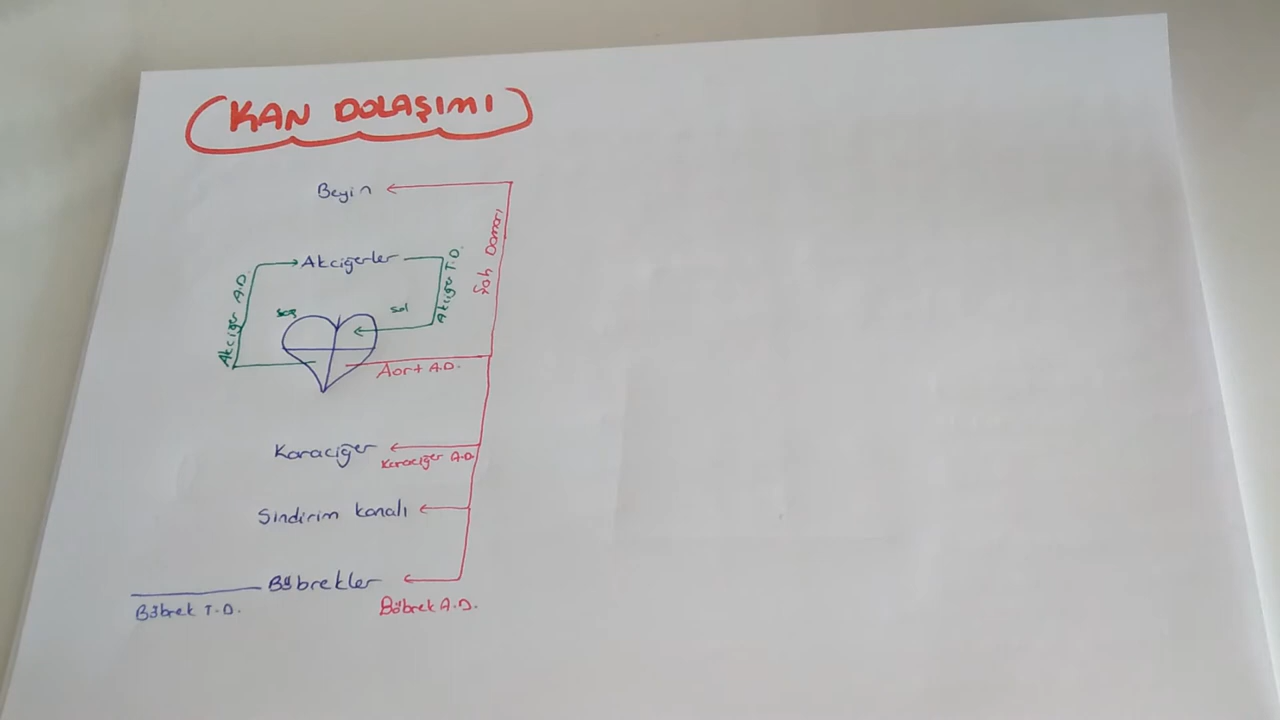 KAN DOLAŞIMI
Beyin
Şah Damarı
Akciğerler
Akciğer A.D.
Akciğer T.D.
Sağ
Sol
Aort A.D.
Karaciğer
Karaciğer A.D.
Sindirim kanalı
Böbrekler
Böbrek T.D.
Böbrek A.D.